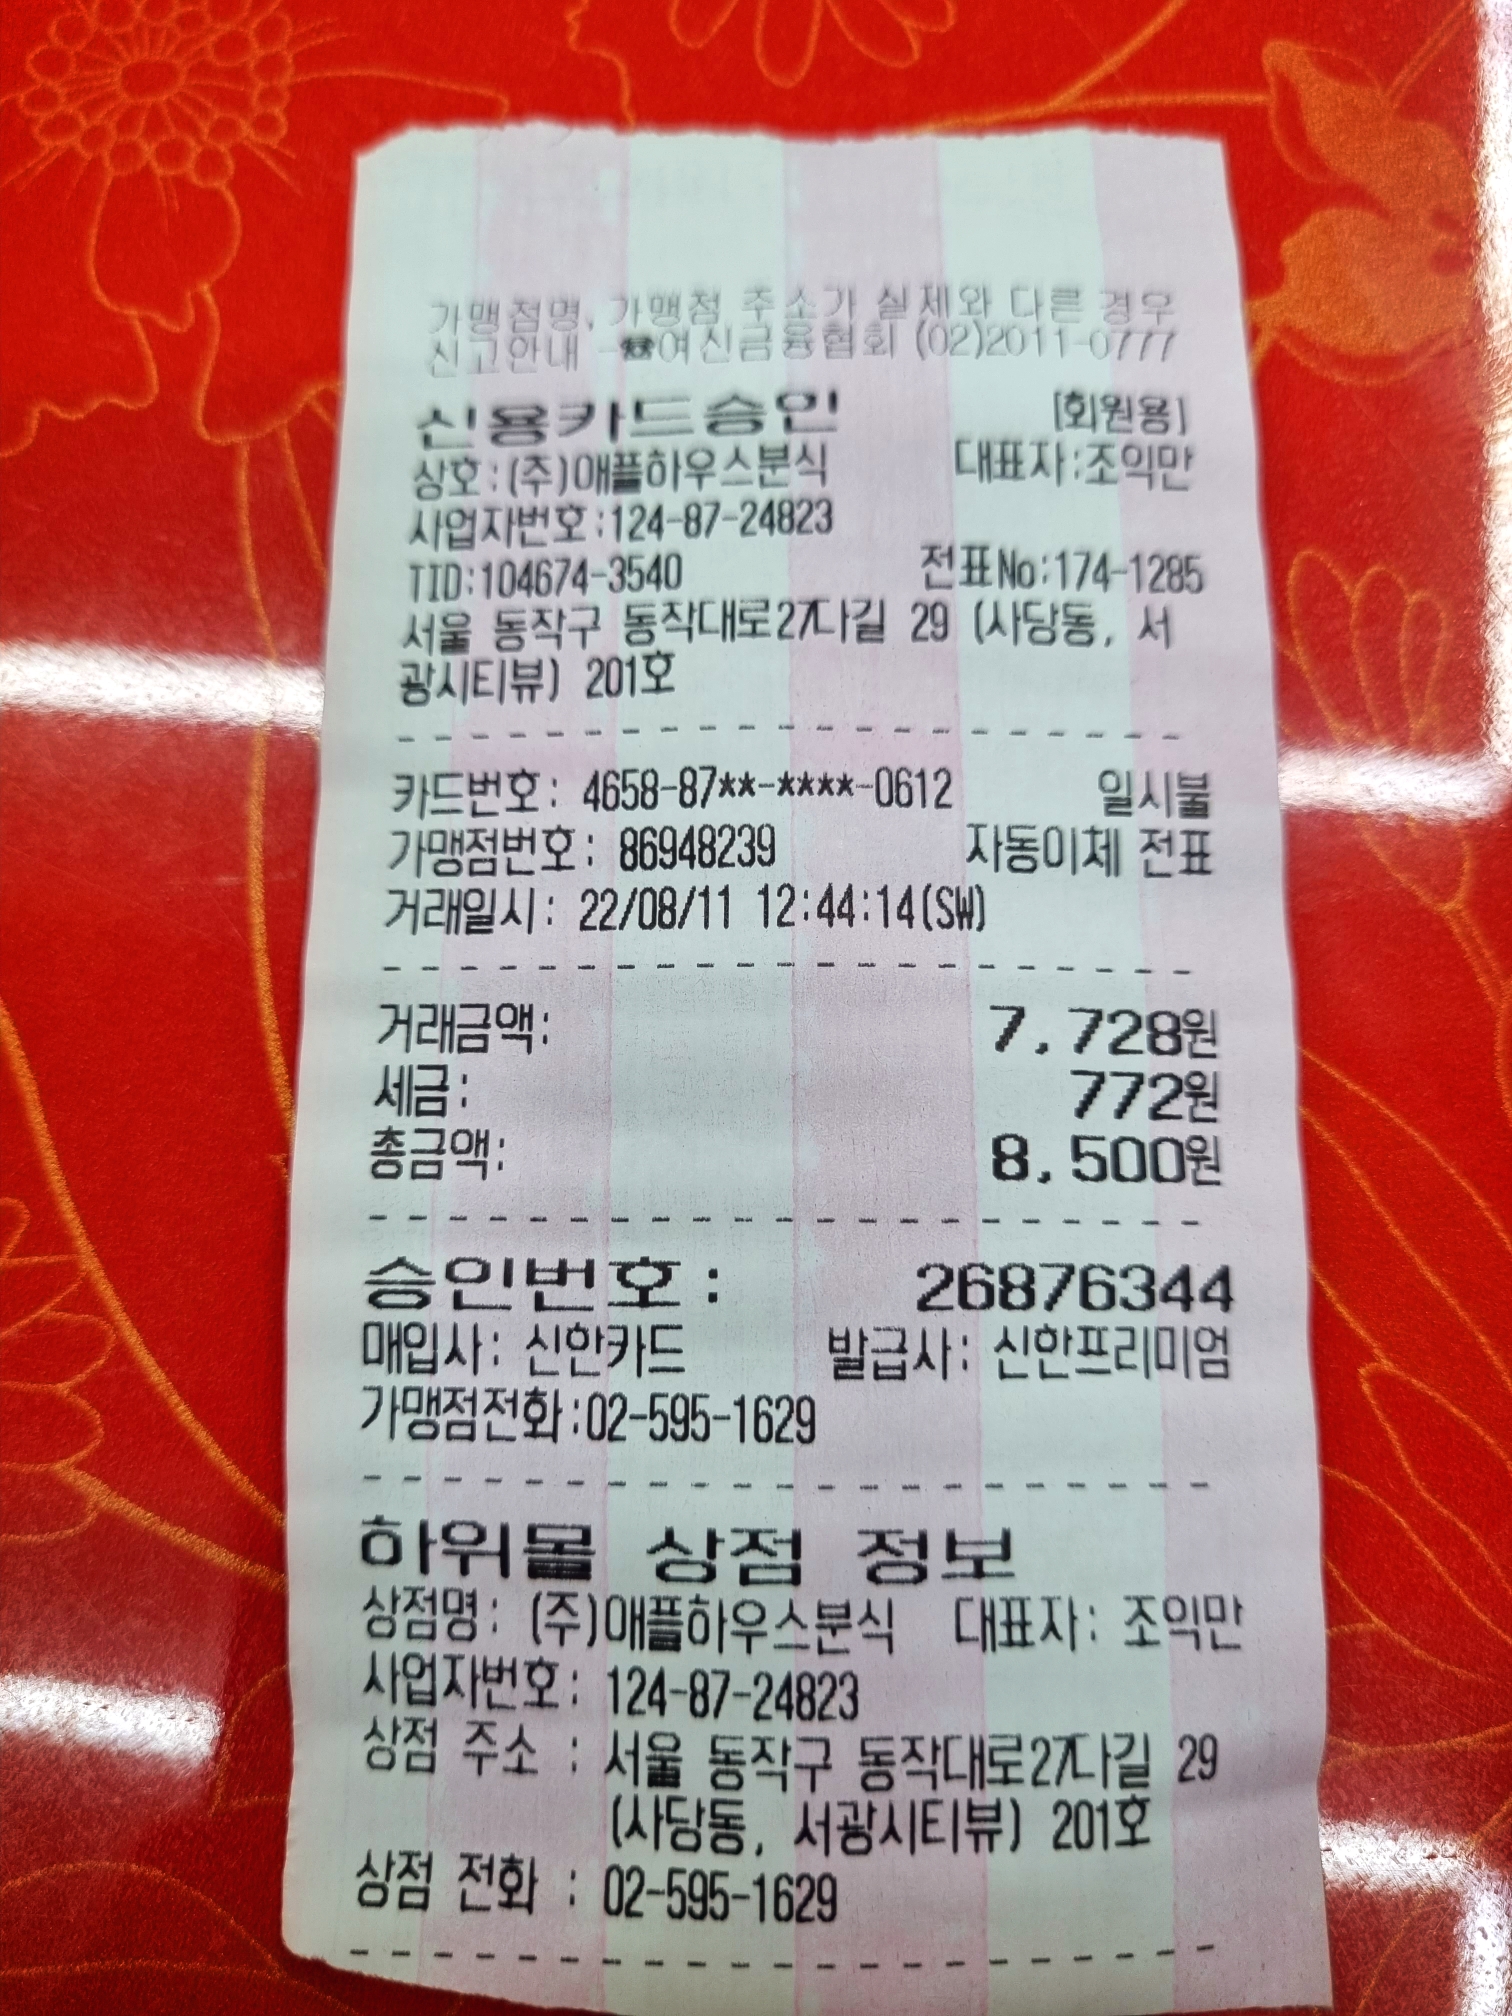 가맹점명, 가맹점 주소가 실제와 다른 경우
신고안내 -☎여신금융협회 (02)2011-0777
신용카드승인 [회원용]
상호:(주)애플하우스분식 대표자:조익만
사업자번호:124-87-24823
TID:104674-3540 전표No:174-1285
서울 동작구 동작대로27다길 29 (사당동, 서
광시티뷰) 201호
카드번호: 4658-87**-****-0612 일시불
가맹점번호: 86948239 자동이체 전표
거래일시: 22/08/11 12:44:14(SW)
거래금액: 7,728원
세금: 772원
총금액: 8,500원
승인번호: 26876344
매입사: 신한카드 발급사: 신한프리미엄
가맹점전화:02-595-1629
하위몰 상점 정보
상점명: (주)애플하우스분식 대표자: 조익만
사업자번호: 124-87-24823
상점 주소 : 서울 동작구 동작대로27다길 29
(사당동, 서광시티뷰) 201호
상점 전화 : 02-595-1629